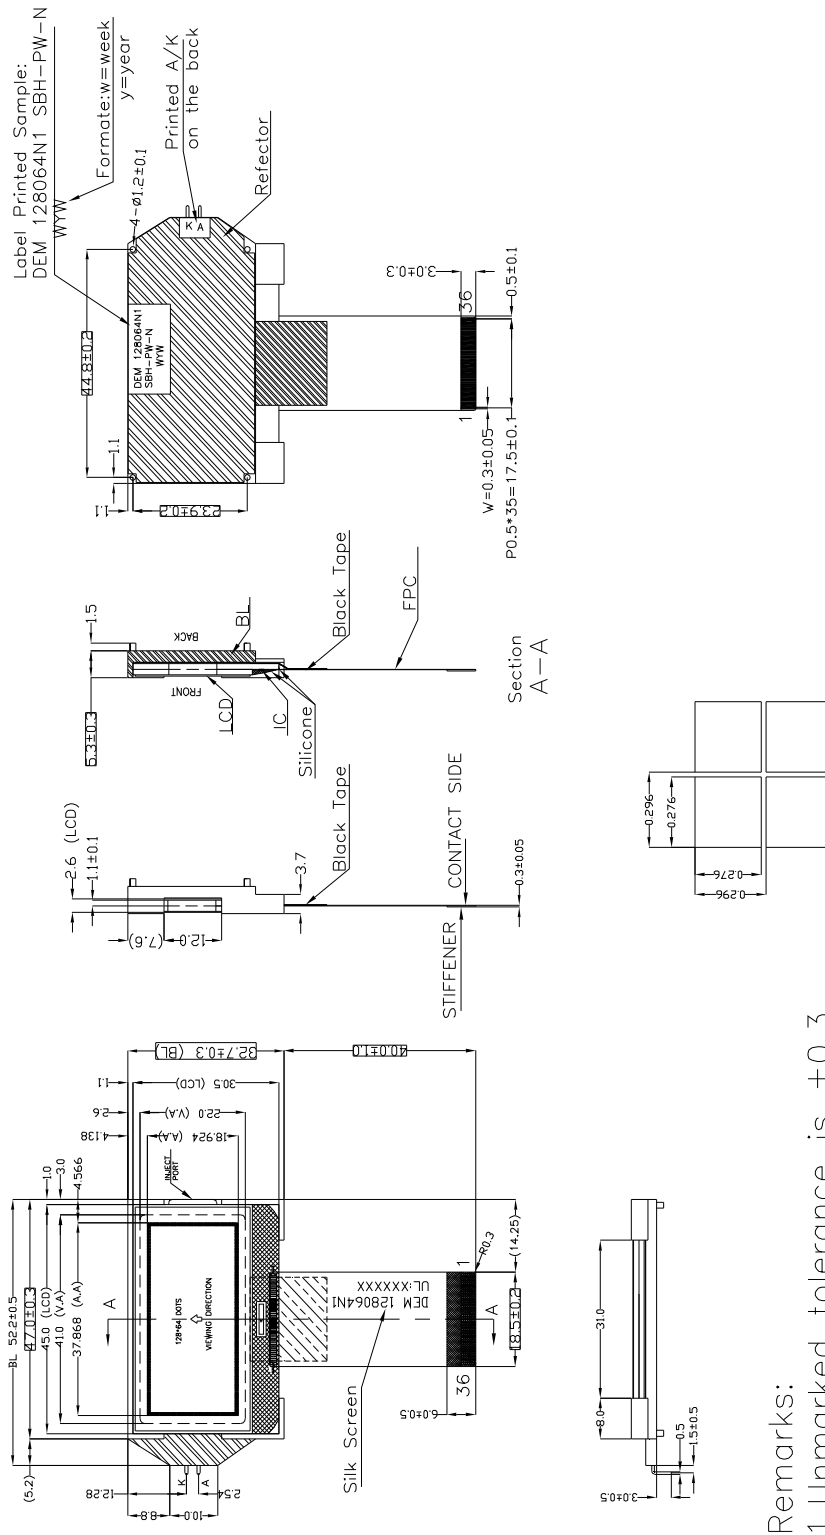 Label Printed Sample:
DEM 128064N1 SBH-PW-N
WYW
Formate:w=week
y=year
44.8±0.2
4-Ø1.2±0.1
1.1
1.1
23.9±0.2
DEM 128064N1
SBH-PW-N
WYW
K A
Printed A/K
on the back
Refector
3.0±0.3
1
36
W=0.3±0.05
0.5±0.1
P0.5*35=17.5±0.1
1.5
5.3±0.3
BACK
FRONT
BL
LCD
IC
Silicone
Black Tape
FPC
Section
A-A
2.6 (LCD)
1.1±0.1
(7.6)
12.0
3.7
Black Tape
CONTACT SIDE
STIFFENER
0.3±0.05
BL 52.2±0.5
47.0±0.3
45.0 (LCD)
41.0 (V.A)
37.868 (A.A)
(5.2)
1.0
3.0
4.566
12.28
8.8
10.0
2.54
K
A
1.1
2.6
4.138
32.7±0.3 (BL)
30.5 (LCD)
22.0 (V.A)
18.924 (A.A)
40.0±1.0
INJECT
PORT
128*64 DOTS
VIEWING DIRECTION
A
A
DEM 128064N1
UL:XXXXXX
Silk Screen
36
1
6.0±0.5
R0.3
18.5±0.2
(14.25)
8.0
31.0
3.0±0.5
0.5
1.5±0.5
0.296
0.276
0.276
0.296
Remarks:
1.Unmarked tolerance is ±0.3